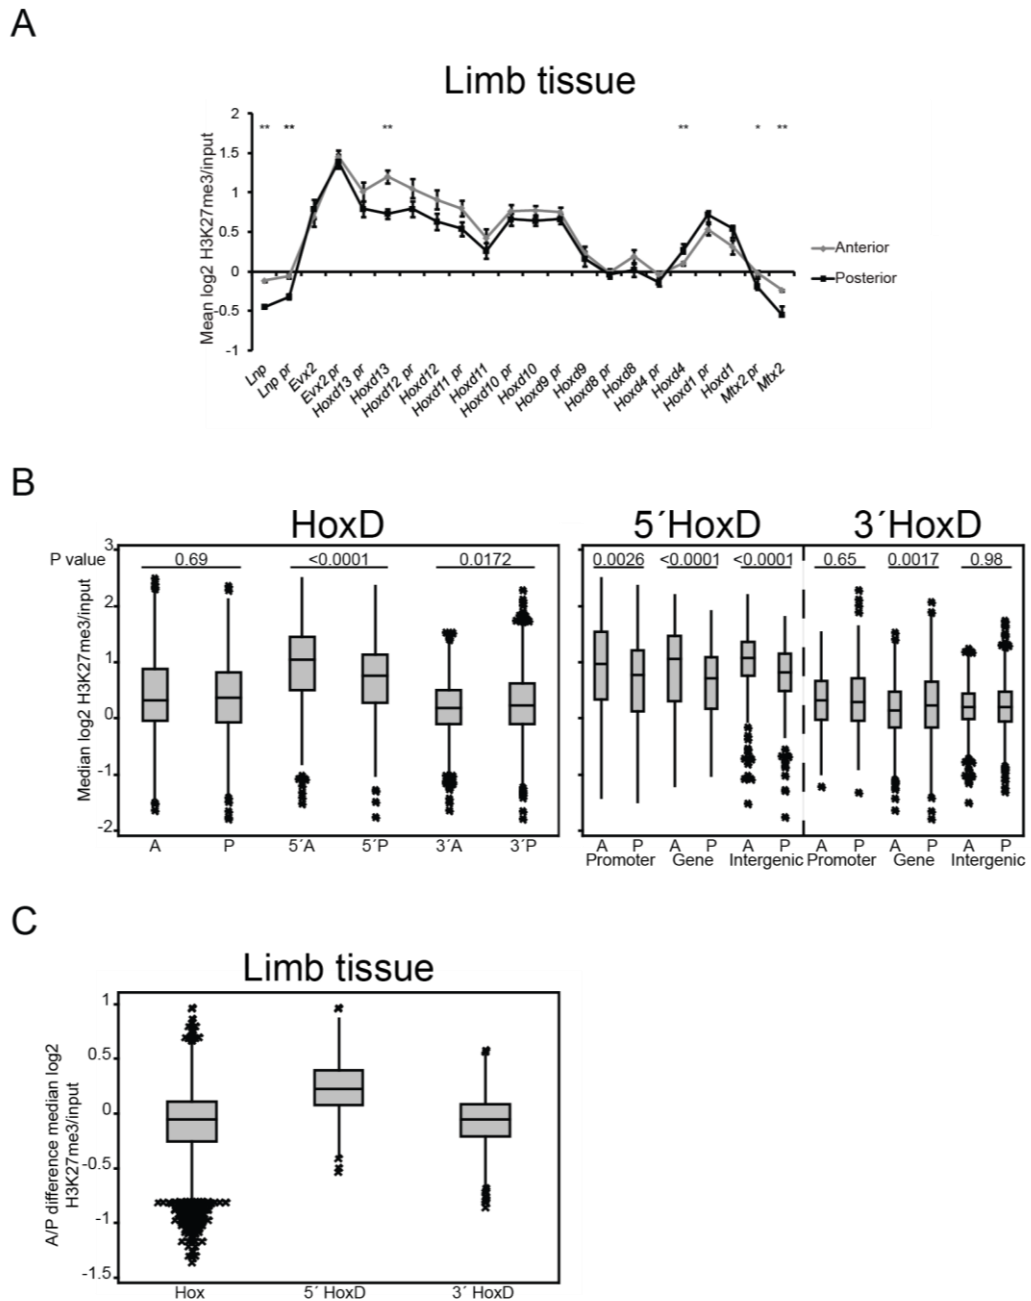 A
Limb tissue
Mean log2 H3K27me3/input
2
1.5
1
0.5
0
-0.5
-1
** ** ** ** * **
Anterior
Posterior
Lnp
Lnp pr
Evx2
Evx2 pr
Hoxd13 pr
Hoxd13
Hoxd12 pr
Hoxd12
Hoxd11 pr
Hoxd11
Hoxd10 pr
Hoxd10
Hoxd9 pr
Hoxd9
Hoxd8 pr
Hoxd8
Hoxd4 pr
Hoxd4
Hoxd1 pr
Hoxd1
Mtx2 pr
Mtx2
B
HoxD
5´HoxD 3´HoxD
Median log2 H3K27me3/input
3
2
1
0
-1
-2
P value 0.69 <0.0001 0.0172
0.0026 <0.0001 <0.0001 0.65 0.0017 0.98
A P 5´A 5´P 3´A 3´P
A P A P A P A P A P A P
Promoter Gene Intergenic Promoter Gene Intergenic
C
Limb tissue
A/P difference median log2
H3K27me3/input
1
0.5
0
-0.5
-1
-1.5
Hox 5´ HoxD 3´ HoxD